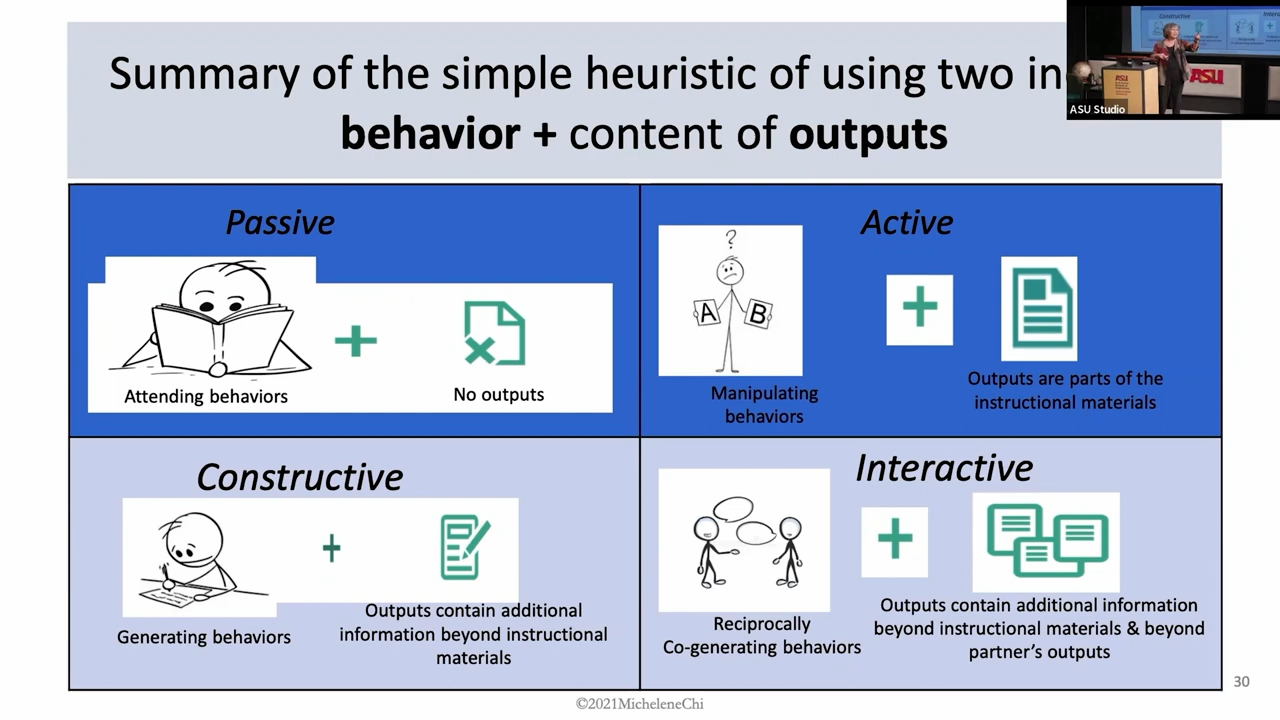 Summary of the simple heuristic of using two in
behavior + content of outputs
ASU
ASU
ASU Studio
Passive
Attending behaviors
+
No outputs
Active
?
A B
Manipulating
behaviors
+
Outputs are parts of the
instructional materials
Constructive
Generating behaviors
+
Outputs contain additional
information beyond instructional
materials
Interactive
Reciprocally
Co-generating behaviors
+
Outputs contain additional information
beyond instructional materials & beyond
partner's outputs
30
©2021MicheleneChi